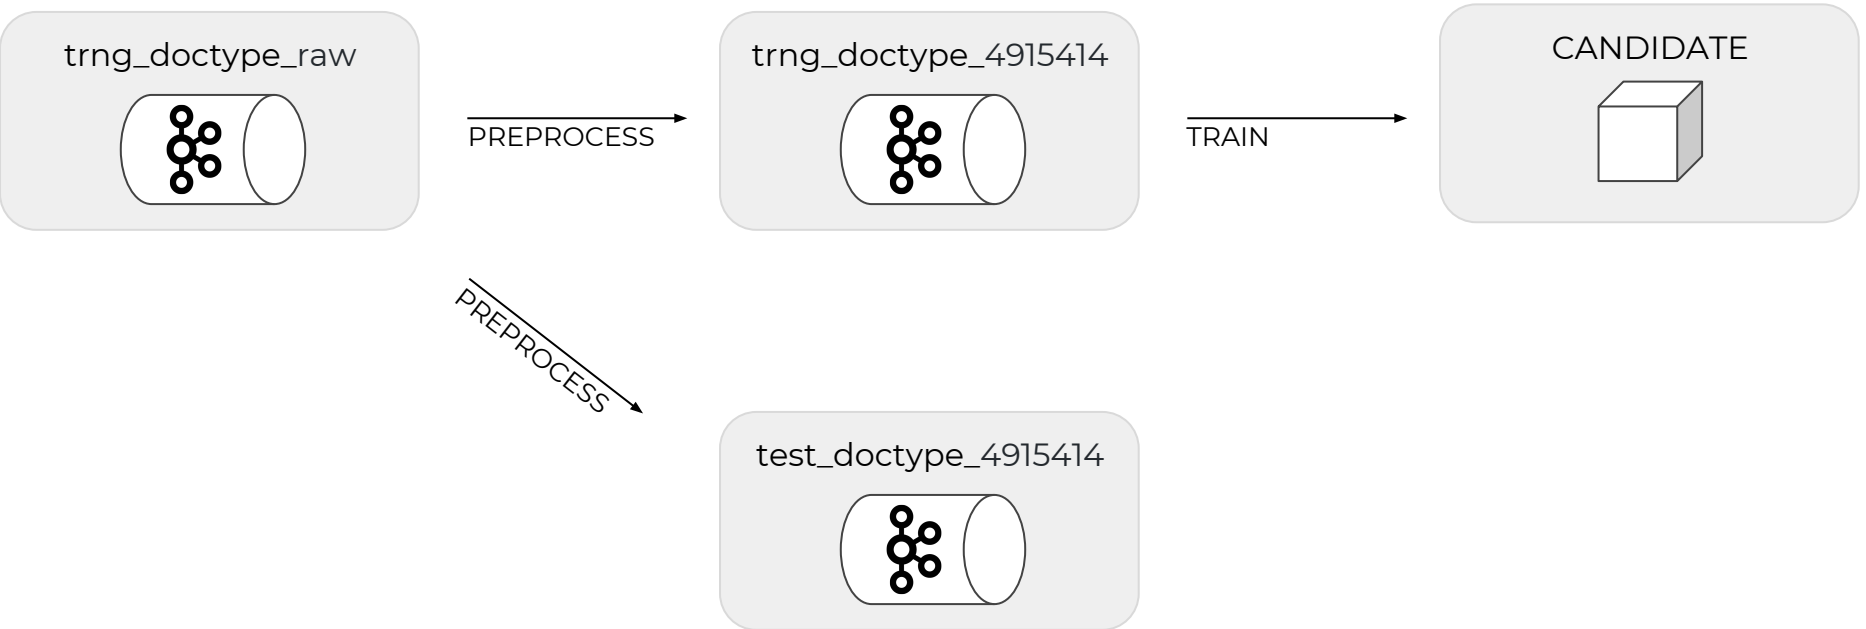 trng_doctype_raw
PREPROCESS
trng_doctype_4915414
TRAIN
CANDIDATE
PREPROCESS
test_doctype_4915414